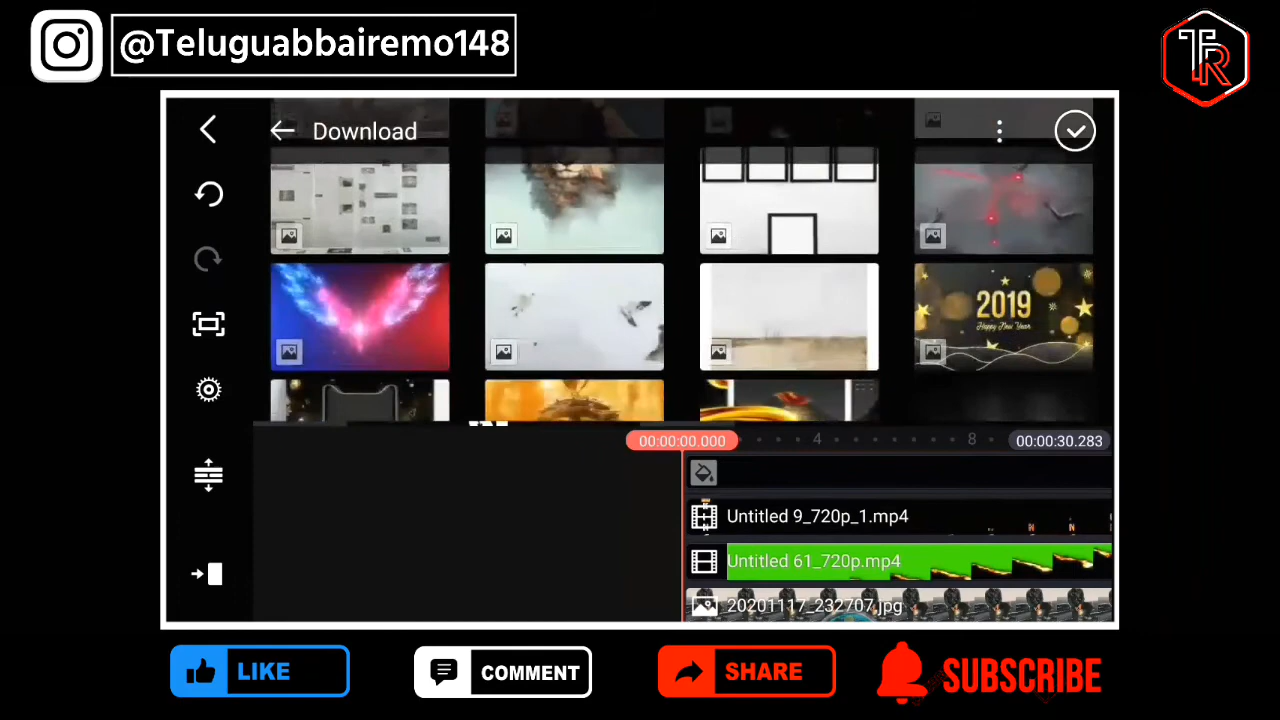 @Teluguabbairemo148
TR
Download
2019
Happy New Year
00:00:00.000
4
8
00:00:30.283
Untitled 9_720p_1.mp4
Untitled 61_720p.mp4
20201117_232707.jpg
LIKE
COMMENT
SHARE
SUBSCRIBE